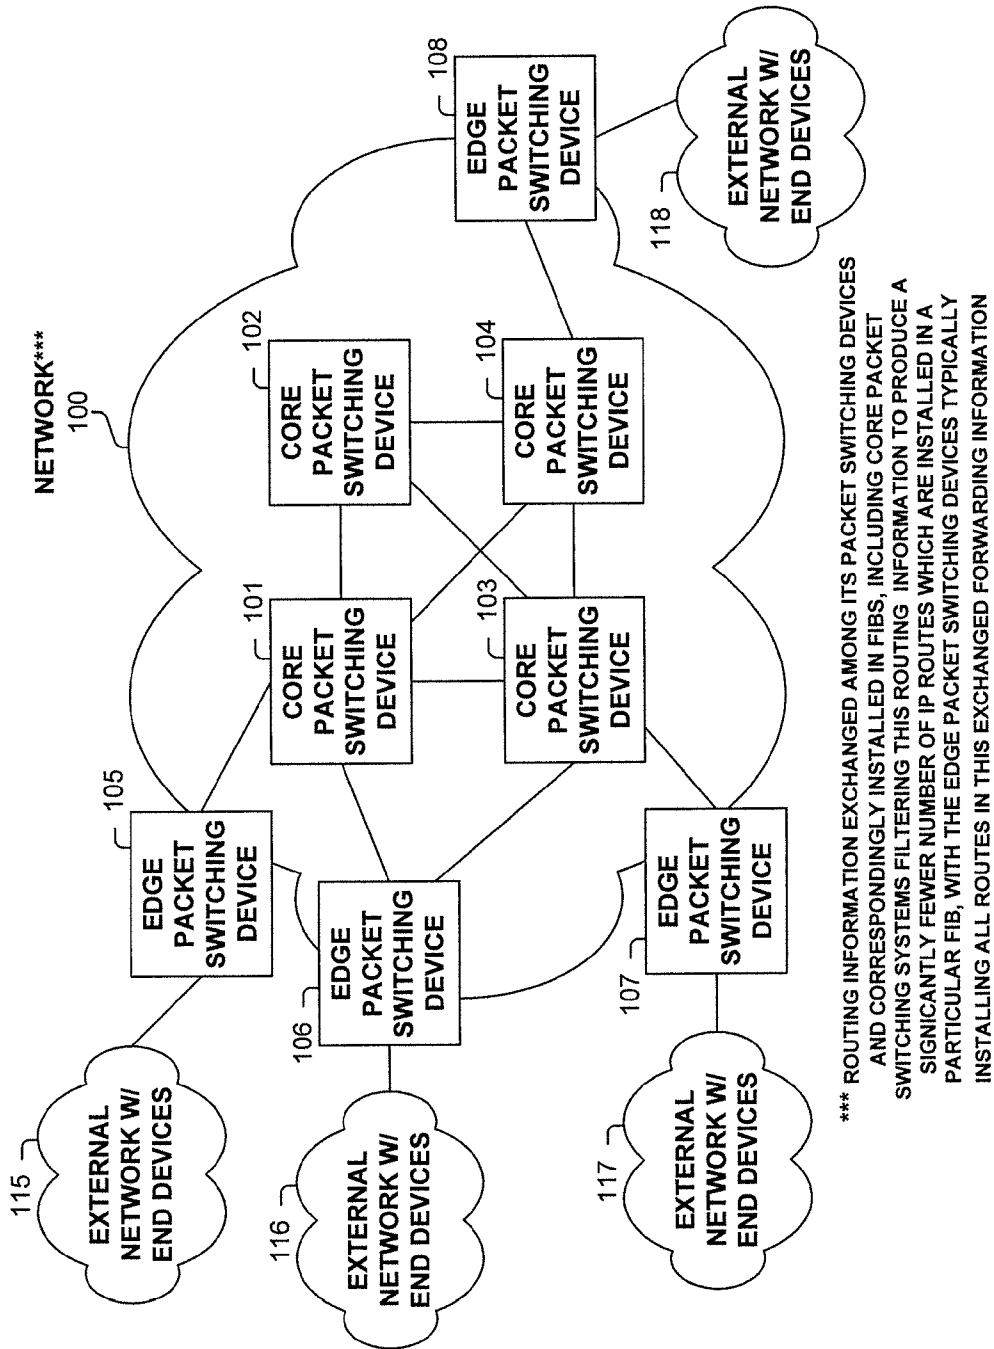 NETWORK***
100
105
EDGE
PACKET
SWITCHING
DEVICE
115
EXTERNAL
NETWORK W/
END DEVICES
101
CORE
PACKET
SWITCHING
DEVICE
102
CORE
PACKET
SWITCHING
DEVICE
108
EDGE
PACKET
SWITCHING
DEVICE
106
EDGE
PACKET
SWITCHING
DEVICE
116
EXTERNAL
NETWORK W/
END DEVICES
103
CORE
PACKET
SWITCHING
DEVICE
104
CORE
PACKET
SWITCHING
DEVICE
118
EXTERNAL
NETWORK W/
END DEVICES
107
EDGE
PACKET
SWITCHING
DEVICE
117
EXTERNAL
NETWORK W/
END DEVICES
*** ROUTING INFORMATION EXCHANGED AMONG ITS PACKET SWITCHING DEVICES
AND CORRESPONDINGLY INSTALLED IN FIBS, INCLUDING CORE PACKET
SWITCHING SYSTEMS FILTERING THIS ROUTING INFORMATION TO PRODUCE A
SIGNICANTLY FEWER NUMBER OF IP ROUTES WHICH ARE INSTALLED IN A
PARTICULAR FIB, WITH THE EDGE PACKET SWITCH DEVICES TYPICALLY
INSTALLING ALL ROUTES IN THIS EXCHANGED FORWARDING INFORMATION